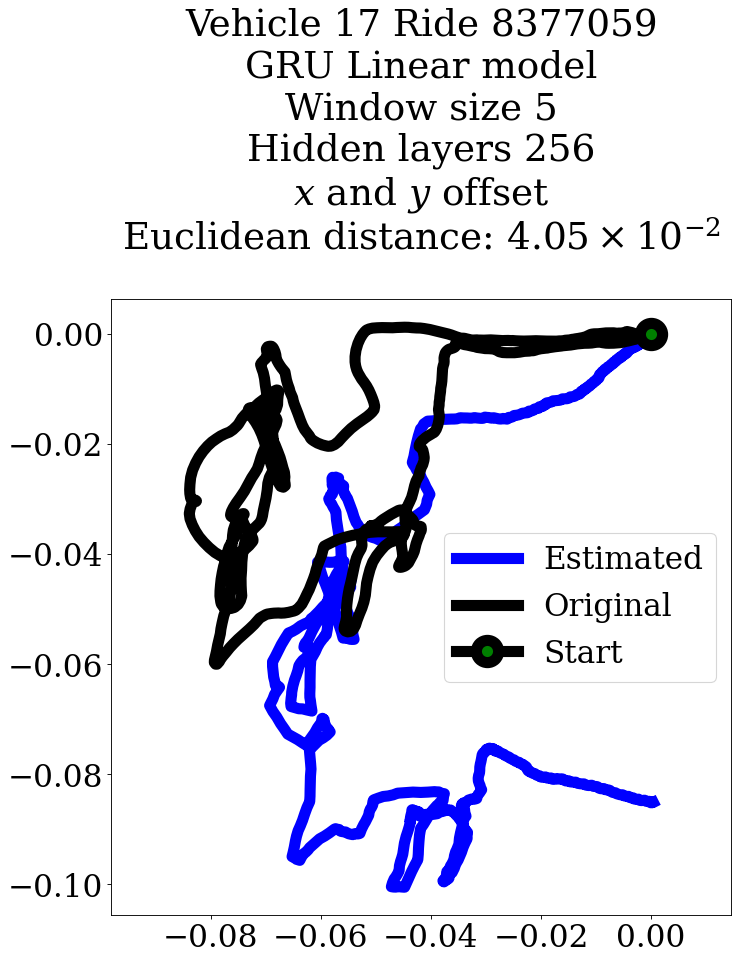 Vehicle 17 Ride 8377059
GRU Linear model
Window size 5
Hidden layers 256
x and y offset
Euclidean distance: 4.05 × 10⁻²
0.00
−0.02
−0.04
−0.06
−0.08
−0.10
Estimated
Original
Start
−0.08 −0.06 −0.04 −0.02 0.00